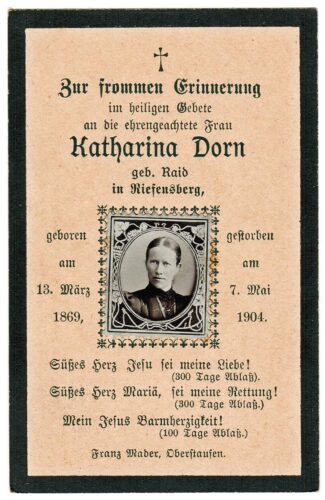 Zur frommen Erinnerung
im heiligen Gebete
an die ehrengeachtete Frau
Katharina Dorn
geb. Raid
in Riefensberg,
geboren
am
13. März
1869,
gestorben
am
7. Mai
1904.
Süßes Herz Jesu sei meine Liebe!
(300 Tage Ablaß.)
Süßes Herz Mariä, sei meine Rettung!
(300 Tage Ablaß.)
Mein Jesus Barmherzigkeit!
(100 Tage Ablaß.)
Franz Mader, Oberstaufen.